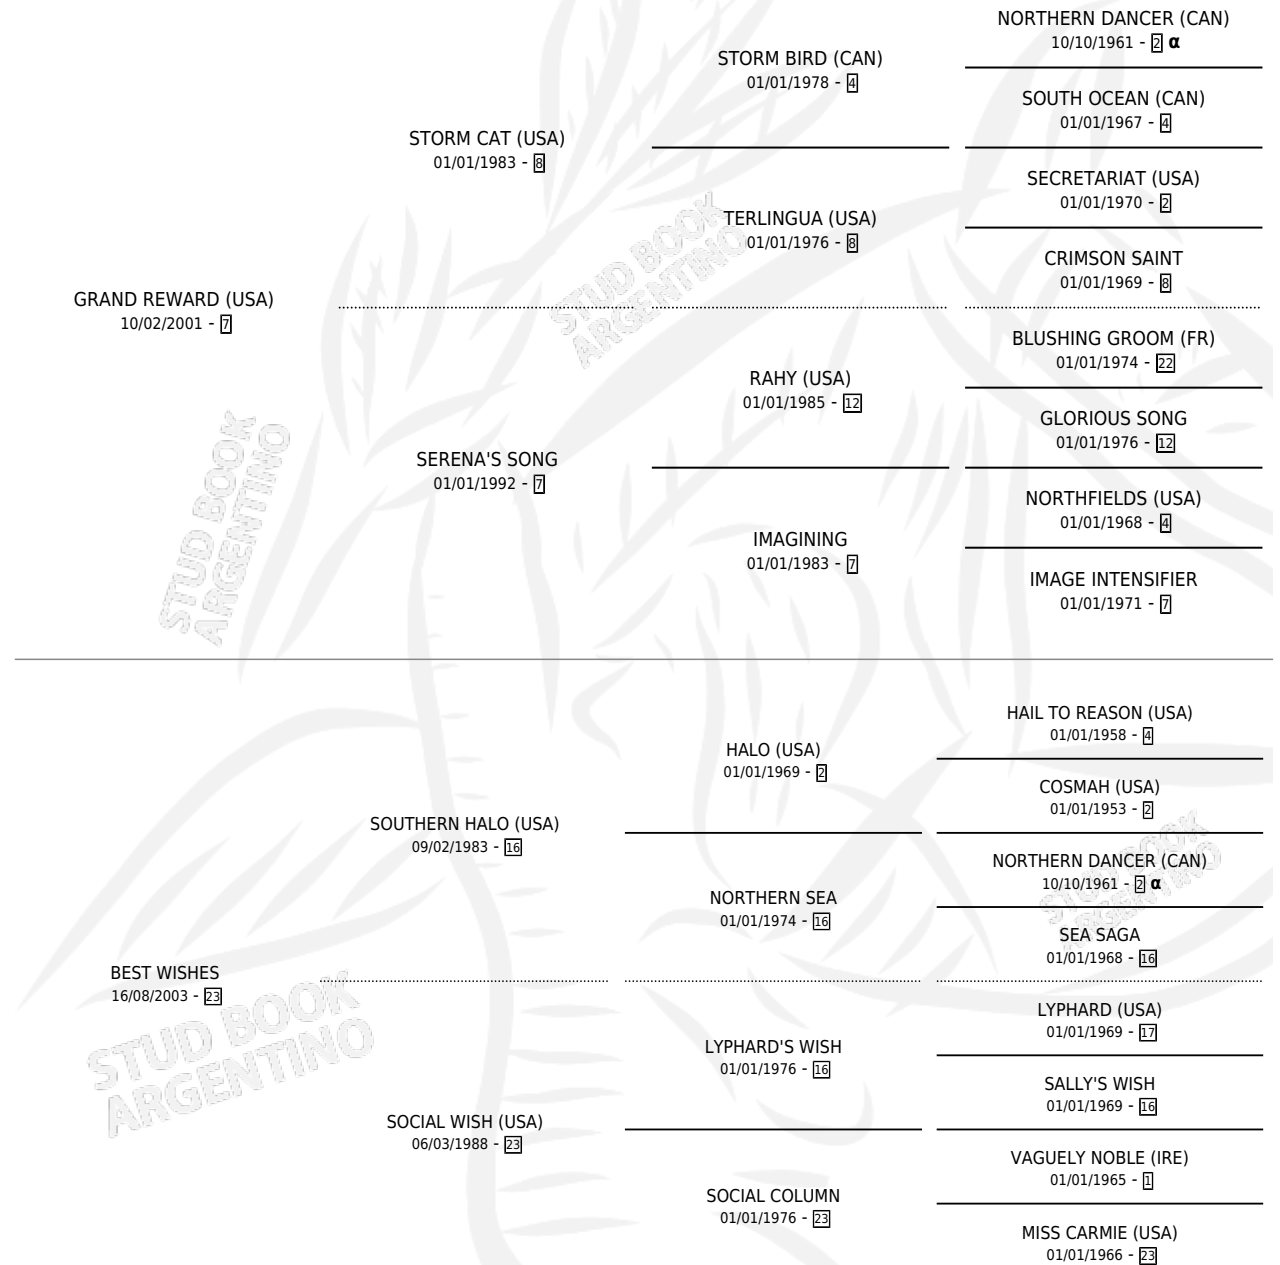 NORTHERN DANCER (CAN)
10/10/1961 - 2 α
STORM BIRD (CAN)
01/01/1978 - 4
SOUTH OCEAN (CAN)
01/01/1967 - 4
STORM CAT (USA)
01/01/1983 - 8
SECRETARIAT (USA)
01/01/1970 - 2
TERLINGUA (USA)
01/01/1976 - 8
CRIMSON SAINT
01/01/1969 - 8
GRAND REWARD (USA)
10/02/2001 - 7
BLUSHING GROOM (FR)
01/01/1974 - 22
RAHY (USA)
01/01/1985 - 12
GLORIOUS SONG
01/01/1976 - 12
SERENA'S SONG
01/01/1992 - 7
NORTHFIELDS (USA)
01/01/1968 - 4
IMAGINING
01/01/1983 - 7
IMAGE INTENSIFIER
01/01/1971 - 7
HAIL TO REASON (USA)
01/01/1958 - 4
HALO (USA)
01/01/1969 - 2
COSMAH (USA)
01/01/1953 - 2
SOUTHERN HALO (USA)
09/02/1983 - 16
NORTHERN DANCER (CAN)
10/10/1961 - 2 α
NORTHERN SEA
01/01/1974 - 16
SEA SAGA
01/01/1968 - 16
BEST WISHES
16/08/2003 - 23
LYPHARD (USA)
01/01/1969 - 17
LYPHARD'S WISH
01/01/1976 - 16
SALLY'S WISH
01/01/1969 - 16
SOCIAL WISH (USA)
06/03/1988 - 23
VAGUELY NOBLE (IRE)
01/01/1965 - 1
SOCIAL COLUMN
01/01/1976 - 23
MISS CARMIE (USA)
01/01/1966 - 23
STUD BOOK
ARGENTINO
STUD BOOK
ARGENTINO
STUD BOOK
ARGENTINO
STUD BOOK
ARGENTINO